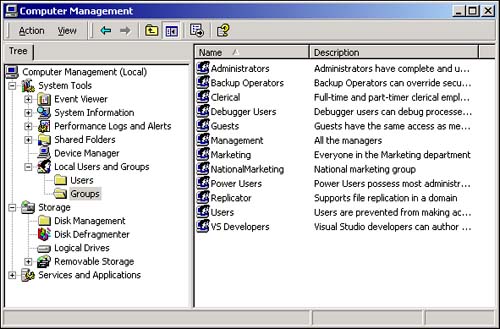 Computer Management
Action View
Tree
Computer Management (Local)
System Tools
Event Viewer
System Information
Performance Logs and Alerts
Shared Folders
Device Manager
Local Users and Groups
Users
Groups
Storage
Disk Management
Disk Defragmenter
Logical Drives
Removable Storage
Services and Applications
Name Description
Administrators Administrators have complete and u...
Backup Operators Backup Operators can override secu...
Clerical Full-time and part-timer clerical empl...
Debugger Users Debugger users can debug processe...
Guests Guests have the same access as me...
Management All the managers
Marketing Everyone in the Marketing department
NationalMarketing National marketing group
Power Users Power Users possess most administr...
Replicator Supports file replication in a domain
Users Users are prevented from making ac...
VS Developers Visual Studio developers can author ...